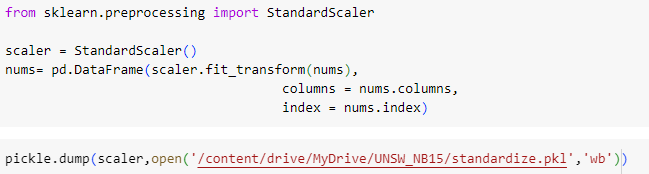 from sklearn.preprocessing import StandardScaler
scaler = StandardScaler()
nums= pd.DataFrame(scaler.fit_transform(nums),
columns = nums.columns,
index = nums.index)
pickle.dump(scaler,open('/content/drive/MyDrive/UNSW_NB15/standardize.pkl','wb'))